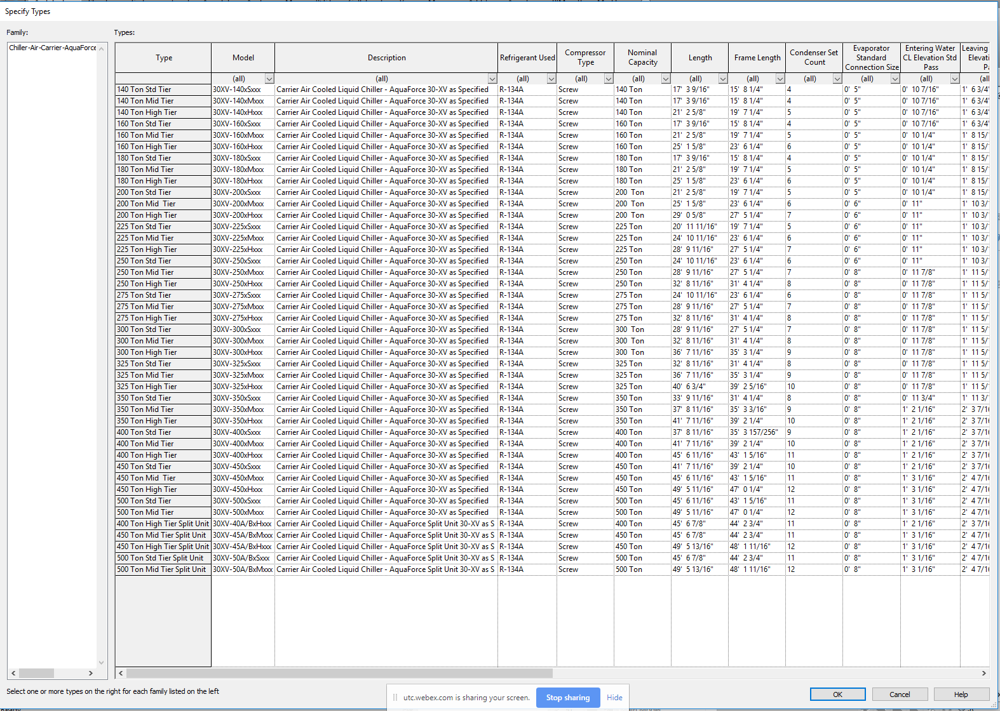 Specify Types
Family:
Types:
Chiller-Air-Carrier-AquaForce
Type Model Description Refrigerant Used Compressor Type Nominal Capacity Length Frame Length Condenser Set Count Evaporator Standard Connection Size Entering Water CL Elevation Std Pass Leaving
(all) (all) (all) (all) (all) (all) (all) (all) (all) (all)
140 Ton Std Tier 30XV-140xSxxx Carrier Air Cooled Liquid Chiller - AquaForce 30-XV as Specified R-134A Screw 140 Ton 17' 3 9/16" 15' 8 1/4" 4 0' 5" 0' 10 7/16" 1' 6 3/4"
140 Ton Mid Tier 30XV-140xMxxx Carrier Air Cooled Liquid Chiller - AquaForce 30-XV as Specified R-134A Screw 140 Ton 17' 3 9/16" 15' 8 1/4" 4 0' 5" 0' 10 7/16" 1' 6 3/4
140 Ton High Tier 30XV-140xHxxx Carrier Air Cooled Liquid Chiller - AquaForce 30-XV as Specified R-134A Screw 140 Ton 21' 2 5/8" 19' 7 1/4" 5 0' 5" 0' 10 7/16" 1' 6 3/4
160 Ton Std Tier 30XV-160xSxxx Carrier Air Cooled Liquid Chiller - AquaForce 30-XV as Specified R-134A Screw 160 Ton 17' 3 9/16" 15' 8 1/4" 4 0' 5" 0' 10 7/16" 1' 6 3/4
160 Ton Mid Tier 30XV-160xMxxx Carrier Air Cooled Liquid Chiller - AquaForce 30-XV as Specified R-134A Screw 160 Ton 21' 2 5/8" 19' 7 1/4" 5 0' 5" 0' 10 1/4" 1' 8 15/
160 Ton High Tier 30XV-160xHxxx Carrier Air Cooled Liquid Chiller - AquaForce 30-XV as Specified R-134A Screw 160 Ton 25' 1 5/8" 23' 6 1/4" 6 0' 5" 0' 10 1/4" 1' 8 15/
180 Ton Std Tier 30XV-180xSxxx Carrier Air Cooled Liquid Chiller - AquaForce 30-XV as Specified R-134A Screw 180 Ton 17' 3 9/16" 15' 8 1/4" 4 0' 5" 0' 10 1/4" 1' 8 15/
180 Ton Mid Tier 30XV-180xMxxx Carrier Air Cooled Liquid Chiller - AquaForce 30-XV as Specified R-134A Screw 180 Ton 21' 2 5/8" 19' 7 1/4" 5 0' 5" 0' 10 1/4" 1' 8 15/
180 Ton High Tier 30XV-180xHxxx Carrier Air Cooled Liquid Chiller - AquaForce 30-XV as Specified R-134A Screw 180 Ton 25' 1 5/8" 23' 6 1/4" 6 0' 5" 0' 10 1/4" 1' 8 15/
200 Ton Std Tier 30XV-200xSxxx Carrier Air Cooled Liquid Chiller - AquaForce 30-XV as Specified R-134A Screw 200 Ton 21' 2 5/8" 19' 7 1/4" 5 0' 5" 0' 10 1/4" 1' 8 15/
200 Ton Mid Tier 30XV-200xMxxx Carrier Air Cooled Liquid Chiller - AquaForce 30-XV as Specified R-134A Screw 200 Ton 25' 1 5/8" 23' 6 1/4" 6 0' 6" 0' 11" 1' 10 3/
200 Ton High Tier 30XV-200xHxxx Carrier Air Cooled Liquid Chiller - AquaForce 30-XV as Specified R-134A Screw 200 Ton 29' 0 5/8" 27' 5 1/4" 7 0' 6" 0' 11" 1' 10 3/
225 Ton Std Tier 30XV-225xSxxx Carrier Air Cooled Liquid Chiller - AquaForce 30-XV as Specified R-134A Screw 225 Ton 20' 11 11/16" 19' 7 1/4" 5 0' 6" 0' 11" 1' 10 3/
225 Ton Mid Tier 30XV-225xMxxx Carrier Air Cooled Liquid Chiller - AquaForce 30-XV as Specified R-134A Screw 225 Ton 24' 10 11/16" 23' 6 1/4" 6 0' 6" 0' 11" 1' 10 3/
225 Ton High Tier 30XV-225xHxxx Carrier Air Cooled Liquid Chiller - AquaForce 30-XV as Specified R-134A Screw 225 Ton 28' 9 11/16" 27' 5 1/4" 7 0' 6" 0' 11" 1' 10 3/
250 Ton Std Tier 30XV-250xSxxx Carrier Air Cooled Liquid Chiller - AquaForce 30-XV as Specified R-134A Screw 250 Ton 24' 10 11/16" 23' 6 1/4" 6 0' 6" 0' 11" 1' 10 3/
250 Ton Mid Tier 30XV-250xMxxx Carrier Air Cooled Liquid Chiller - AquaForce 30-XV as Specified R-134A Screw 250 Ton 28' 9 11/16" 27' 5 1/4" 7 0' 8" 0' 11 7/8" 1' 11 5/
250 Ton High Tier 30XV-250xHxxx Carrier Air Cooled Liquid Chiller - AquaForce 30-XV as Specified R-134A Screw 250 Ton 32' 8 11/16" 31' 4 1/4" 8 0' 8" 0' 11 7/8" 1' 11 5/
275 Ton Std Tier 30XV-275xSxxx Carrier Air Cooled Liquid Chiller - AquaForce 30-XV as Specified R-134A Screw 275 Ton 24' 10 11/16" 23' 6 1/4" 6 0' 8" 0' 11 7/8" 1' 11 5/
275 Ton Mid Tier 30XV-275xMxxx Carrier Air Cooled Liquid Chiller - AquaForce 30-XV as Specified R-134A Screw 275 Ton 28' 9 11/16" 27' 5 1/4" 7 0' 8" 0' 11 7/8" 1' 11 5/
275 Ton High Tier 30XV-275xHxxx Carrier Air Cooled Liquid Chiller - AquaForce 30-XV as Specified R-134A Screw 275 Ton 32' 8 11/16" 31' 4 1/4" 8 0' 8" 0' 11 7/8" 1' 11 5/
300 Ton Std Tier 30XV-300xSxxx Carrier Air Cooled Liquid Chiller - AquaForce 30-XV as Specified R-134A Screw 300 Ton 28' 9 11/16" 27' 5 1/4" 7 0' 8" 0' 11 7/8" 1' 11 5/
300 Ton Mid Tier 30XV-300xMxxx Carrier Air Cooled Liquid Chiller - AquaForce 30-XV as Specified R-134A Screw 300 Ton 32' 8 11/16" 31' 4 1/4" 8 0' 8" 0' 11 7/8" 1' 11 5/
300 Ton High Tier 30XV-300xHxxx Carrier Air Cooled Liquid Chiller - AquaForce 30-XV as Specified R-134A Screw 300 Ton 36' 7 11/16" 35' 3 1/4" 9 0' 8" 0' 11 7/8" 1' 11 5/
325 Ton Std Tier 30XV-325xSxxx Carrier Air Cooled Liquid Chiller - AquaForce 30-XV as Specified R-134A Screw 325 Ton 32' 8 11/16" 31' 4 1/4" 8 0' 8" 0' 11 7/8" 1' 11 5/
325 Ton Mid Tier 30XV-325xMxxx Carrier Air Cooled Liquid Chiller - AquaForce 30-XV as Specified R-134A Screw 325 Ton 36' 7 11/16" 35' 3 1/4" 9 0' 8" 0' 11 7/8" 1' 11 5/
325 Ton High Tier 30XV-325xHxxx Carrier Air Cooled Liquid Chiller - AquaForce 30-XV as Specified R-134A Screw 325 Ton 40' 6 3/4" 39' 2 5/16" 10 0' 8" 0' 11 7/8" 1' 11 5/
350 Ton Std Tier 30XV-350xSxxx Carrier Air Cooled Liquid Chiller - AquaForce 30-XV as Specified R-134A Screw 350 Ton 33' 9 11/16" 31' 4 1/4" 8 0' 8" 0' 11 3/4" 1' 11 3/
350 Ton Mid Tier 30XV-350xMxxx Carrier Air Cooled Liquid Chiller - AquaForce 30-XV as Specified R-134A Screw 350 Ton 37' 8 11/16" 35' 3 3/16" 9 0' 8" 1' 2 1/16" 2' 3 7/16
350 Ton High Tier 30XV-350xHxxx Carrier Air Cooled Liquid Chiller - AquaForce 30-XV as Specified R-134A Screw 350 Ton 41' 7 11/16" 39' 2 1/4" 10 0' 8" 1' 2 1/16" 2' 3 7/16
400 Ton Std Tier 30XV-400xSxxx Carrier Air Cooled Liquid Chiller - AquaForce 30-XV as Specified R-134A Screw 400 Ton 37' 8 11/16" 35' 3 157/256" 9 0' 8" 1' 2 1/16" 2' 3 7/16
400 Ton Mid Tier 30XV-400xMxxx Carrier Air Cooled Liquid Chiller - AquaForce 30-XV as Specified R-134A Screw 400 Ton 41' 7 11/16" 39' 2 1/4" 10 0' 8" 1' 2 1/16" 2' 3 7/16
400 Ton High Tier 30XV-400xHxxx Carrier Air Cooled Liquid Chiller - AquaForce 30-XV as Specified R-134A Screw 400 Ton 45' 6 11/16" 43' 1 5/16" 11 0' 8" 1' 2 1/16" 2' 3 7/16
450 Ton Std Tier 30XV-450xSxxx Carrier Air Cooled Liquid Chiller - AquaForce 30-XV as Specified R-134A Screw 450 Ton 41' 7 11/16" 39' 2 1/4" 10 0' 8" 1' 2 1/16" 2' 3 7/16
450 Ton Mid Tier 30XV-450xMxxx Carrier Air Cooled Liquid Chiller - AquaForce 30-XV as Specified R-134A Screw 450 Ton 45' 6 11/16" 43' 1 5/16" 11 0' 8" 1' 3 1/16" 2' 4 7/16
450 Ton High Tier 30XV-450xHxxx Carrier Air Cooled Liquid Chiller - AquaForce 30-XV as Specified R-134A Screw 450 Ton 49' 5 11/16" 47' 0 1/4" 12 0' 8" 1' 3 1/16" 2' 4 7/16
500 Ton Std Tier 30XV-500xSxxx Carrier Air Cooled Liquid Chiller - AquaForce 30-XV as Specified R-134A Screw 500 Ton 45' 6 11/16" 43' 1 5/16" 11 0' 8" 1' 3 1/16" 2' 4 7/16
500 Ton Mid Tier 30XV-500xMxxx Carrier Air Cooled Liquid Chiller - AquaForce 30-XV as Specified R-134A Screw 500 Ton 49' 5 11/16" 47' 0 1/4" 12 0' 8" 1' 3 1/16" 2' 4 7/16
400 Ton High Tier Split Unit 30XV-40A/BxHxxx Carrier Air Cooled Liquid Chiller - AquaForce Split Unit 30-XV as S R-134A Screw 400 Ton 45' 6 7/8" 44' 2 3/4" 11 0' 8" 1' 2 1/16" 2' 3 7/16
450 Ton Mid Tier Split Unit 30XV-45A/BxMxxx Carrier Air Cooled Liquid Chiller - AquaForce Split Unit 30-XV as S R-134A Screw 450 Ton 45' 6 7/8" 44' 2 3/4" 11 0' 8" 1' 3 1/16" 2' 4 7/16
450 Ton High Tier Split Unit 30XV-45A/BxHxxx Carrier Air Cooled Liquid Chiller - AquaForce Split Unit 30-XV as S R-134A Screw 450 Ton 49' 5 13/16" 48' 1 11/16" 12 0' 8" 1' 3 1/16" 2' 4 7/16
500 Ton Std Tier Split Unit 30XV-50A/BxSxxx Carrier Air Cooled Liquid Chiller - AquaForce Split Unit 30-XV as S R-134A Screw 500 Ton 45' 6 7/8" 44' 2 3/4" 11 0' 8" 1' 3 1/16" 2' 4 7/16
500 Ton Mid Tier Split Unit 30XV-50A/BxMxxx Carrier Air Cooled Liquid Chiller - AquaForce Split Unit 30-XV as S R-134A Screw 500 Ton 49' 5 13/16" 48' 1 11/16" 12 0' 8" 1' 3 1/16" 2' 4 7/16
Select one or more types on the right for each family listed on the left
utc.webex.com is sharing your screen.
Stop sharing
Hide
OK
Cancel
Help